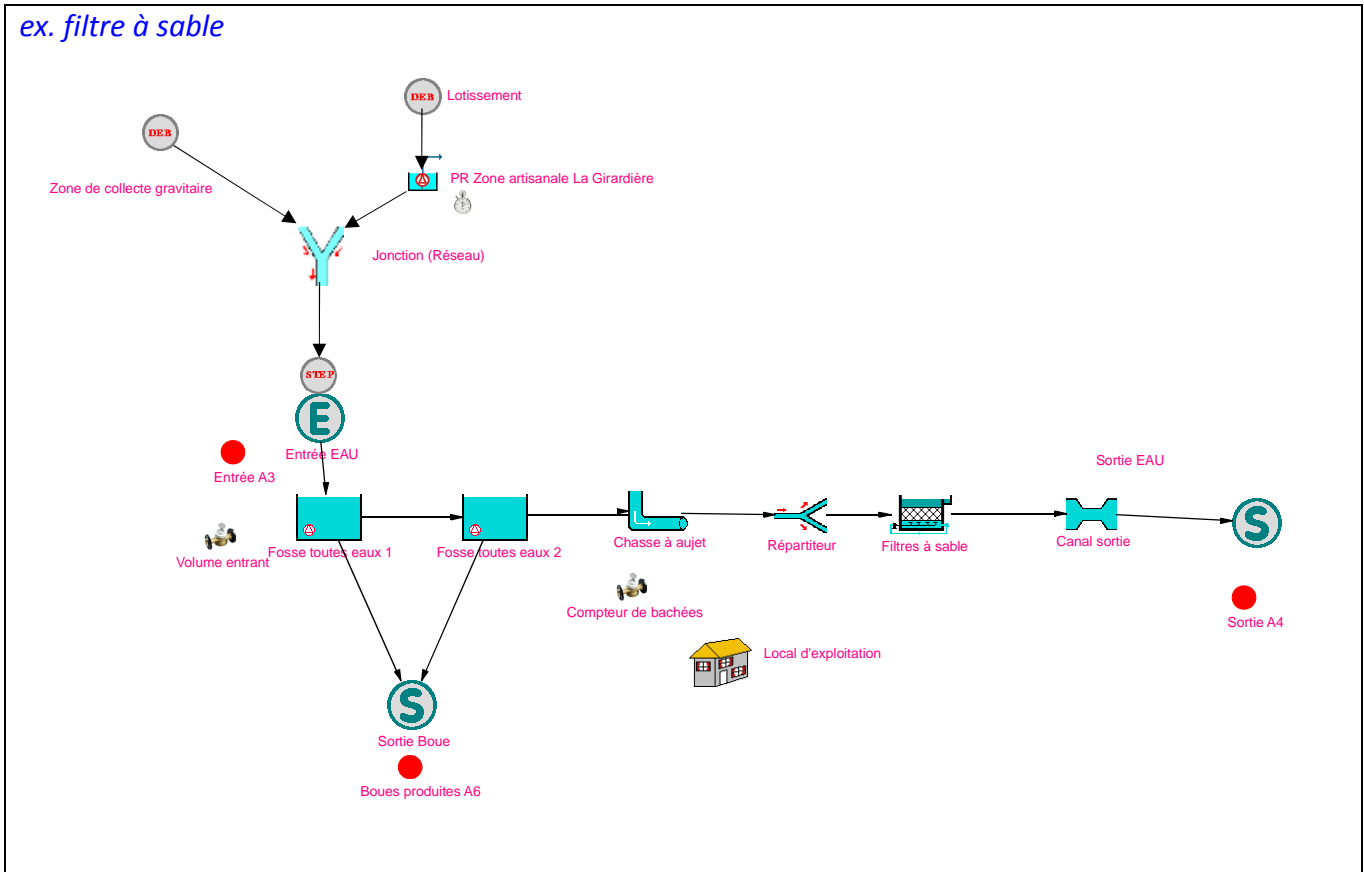 ex. filtre à sable
DEB
Lotissement
DEB
Zone de collecte gravitaire
PR Zone artisanale La Girardière
Jonction (Réseau)
STEP
E
Entrée EAU
Entrée A3
Sortie EAU
S
Volume entrant
Fosse toutes eaux 1
Fosse toutes eaux 2
Chasse à aujet
Répartiteur
Filtres à sable
Canal sortie
Compteur de bachées
Sortie A4
Local d'exploitation
S
Sortie Boue
Boues produites A6